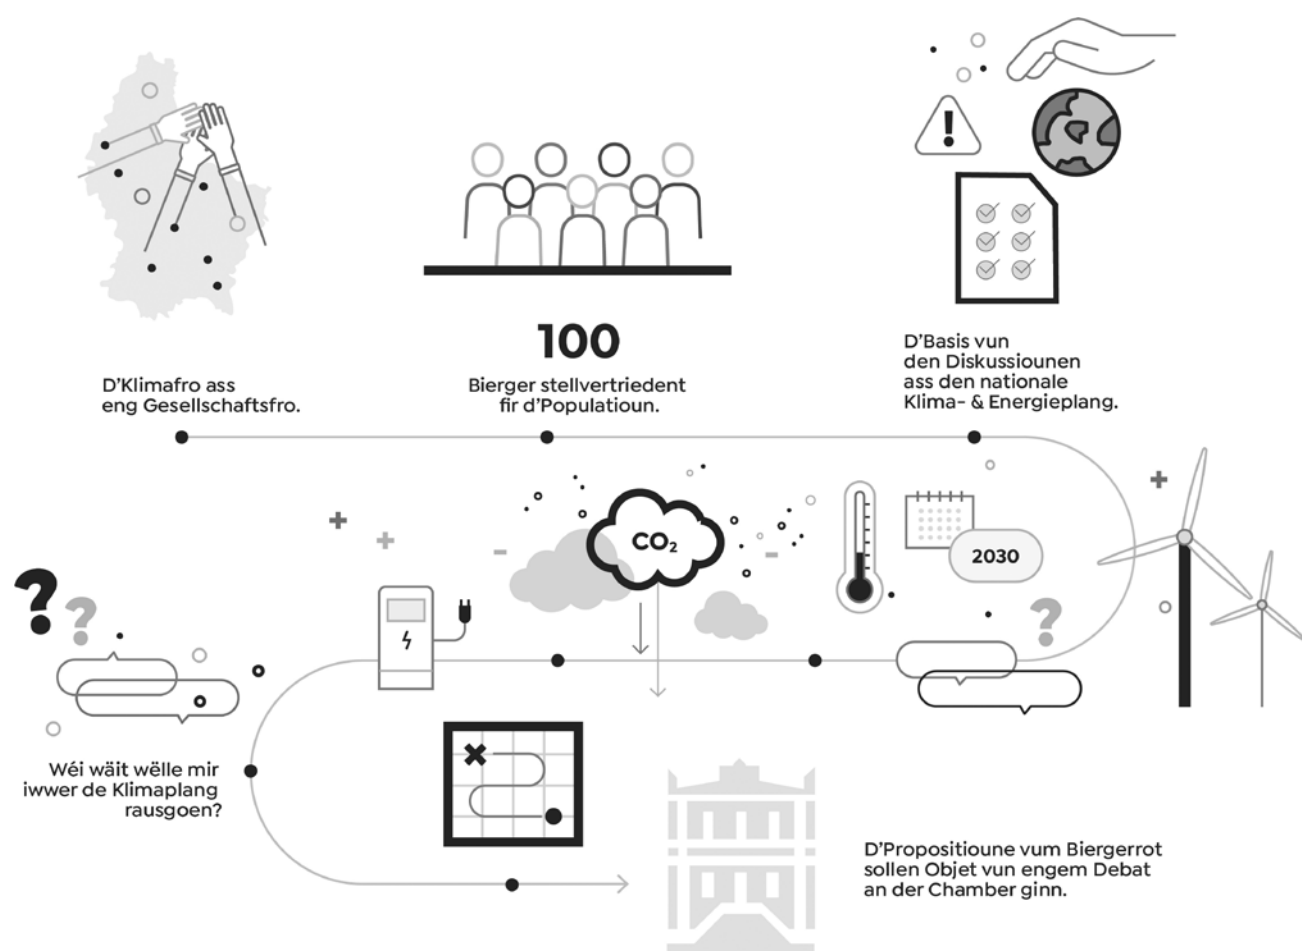 D'Klimafro ass
eng Gesellschaftsfro.
100
Bierger stellvertriedent
fir d'Populatioun.
D'Basis vun
den Diskussiounen
ass den nationale
Klima- & Energieplang.
CO₂
2030
?
?
?
Wéi wäit wëlle mir
iwwer de Klimaplang
rausgoen?
D'Propositioune vum Biergerrot
sollen Objet vun engem Debat
an der Chamber ginn.